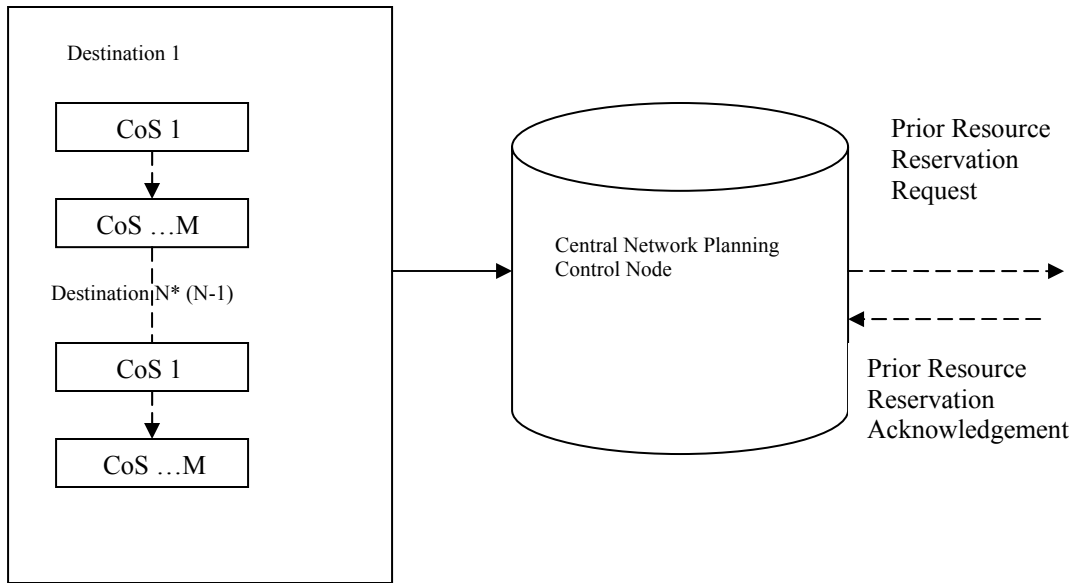 Destination 1
CoS 1
CoS …M
Destination N* (N-1)
CoS 1
CoS …M
Central Network Planning
Control Node
Prior Resource
Reservation
Request
Prior Resource
Reservation
Acknowledgement